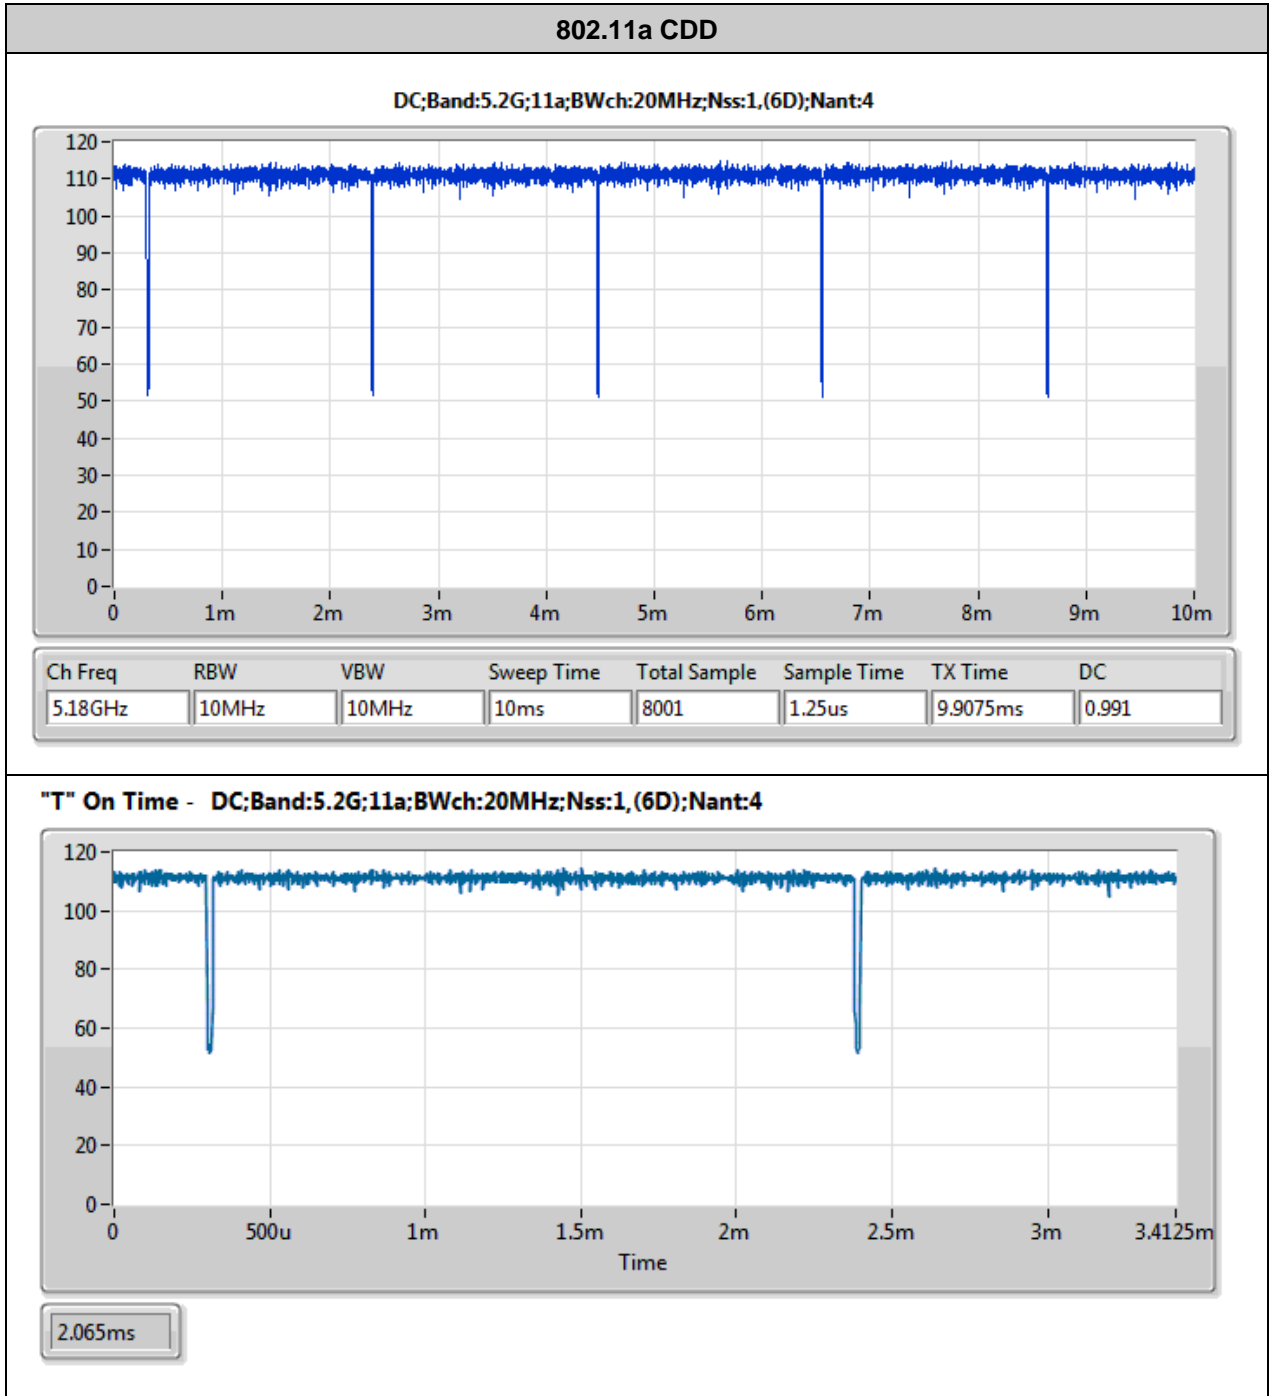 802.11a CDD
DC;Band:5.2G;11a;BWch:20MHz;Nss:1,(6D);Nant:4
120
110
100
90
80
70
60
50
40
30
20
10
0
0 1m 2m 3m 4m 5m 6m 7m 8m 9m 10m
Ch Freq RBW VBW Sweep Time Total Sample Sample Time TX Time DC
5.18GHz 10MHz 10MHz 10ms 8001 1.25us 9.9075ms 0.991
"T" On Time - DC;Band:5.2G;11a;BWch:20MHz;Nss:1,(6D);Nant:4
120
100
80
60
40
20
0
0 500u 1m 1.5m 2m 2.5m 3m 3.4125m
Time
2.065ms